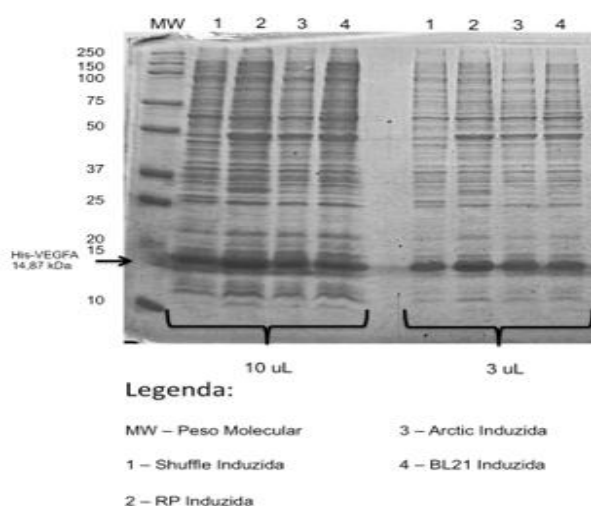 MW 1 2 3 4 1 2 3 4
250
150
100
75
50
37
25
20
15
His-VEGFA
14,87 kDa
10
10 uL 3 uL
Legenda:
MW – Peso Molecular 3 – Arctic Induzida
1 – Shuffle Induzida 4 – BL21 Induzida
2 – RP Induzida